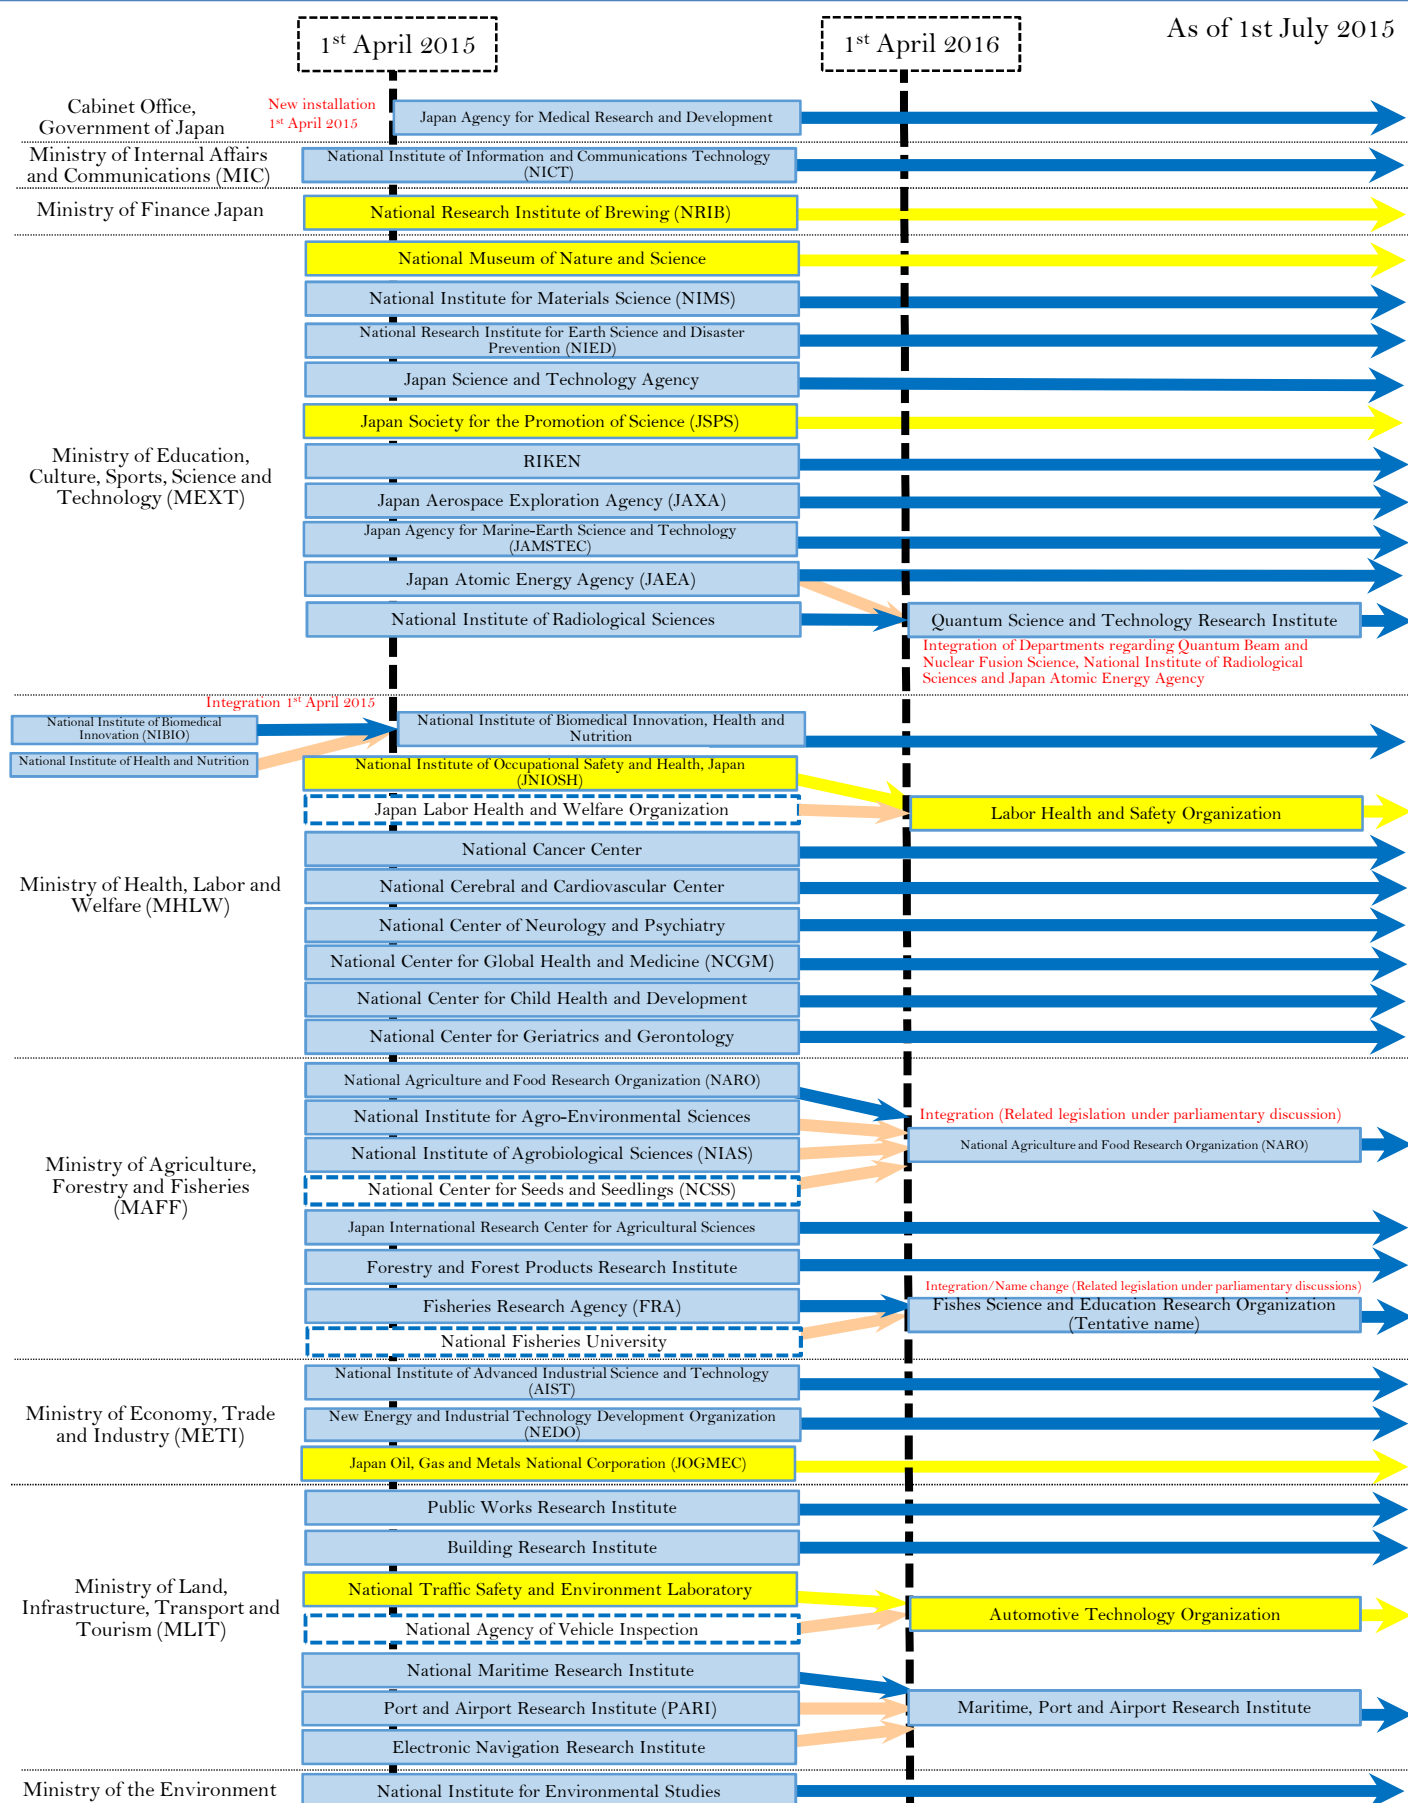 As of 1st July 2015
1st April 2015
1st April 2016
Cabinet Office,
Government of Japan
New installation
1st April 2015
Japan Agency for Medical Research and Development
Ministry of Internal Affairs
and Communications (MIC)
National Institute of Information and Communications Technology
(NICT)
Ministry of Finance Japan
National Research Institute of Brewing (NRIB)
Ministry of Education,
Culture, Sports, Science and
Technology (MEXT)
National Museum of Nature and Science
National Institute for Materials Science (NIMS)
National Research Institute for Earth Science and Disaster
Prevention (NIED)
Japan Science and Technology Agency
Japan Society for the Promotion of Science (JSPS)
RIKEN
Japan Aerospace Exploration Agency (JAXA)
Japan Agency for Marine-Earth Science and Technology
(JAMSTEC)
Japan Atomic Energy Agency (JAEA)
National Institute of Radiological Sciences
Quantum Science and Technology Research Institute
Integration of Departments regarding Quantum Beam and
Nuclear Fusion Science, National Institute of Radiological
Sciences and Japan Atomic Energy Agency
Integration 1st April 2015
National Institute of Biomedical
Innovation (NIBIO)
National Institute of Health and Nutrition
National Institute of Biomedical Innovation, Health and
Nutrition
Ministry of Health, Labor and
Welfare (MHLW)
National Institute of Occupational Safety and Health, Japan
(JNIOSH)
Japan Labor Health and Welfare Organization
Labor Health and Safety Organization
National Cancer Center
National Cerebral and Cardiovascular Center
National Center of Neurology and Psychiatry
National Center for Global Health and Medicine (NCGM)
National Center for Child Health and Development
National Center for Geriatrics and Gerontology
Ministry of Agriculture,
Forestry and Fisheries
(MAFF)
National Agriculture and Food Research Organization (NARO)
National Institute for Agro-Environmental Sciences
National Institute of Agrobiological Sciences (NIAS)
National Center for Seeds and Seedlings (NCSS)
Integration (Related legislation under parliamentary discussion)
National Agriculture and Food Research Organization (NARO)
Japan International Research Center for Agricultural Sciences
Forestry and Forest Products Research Institute
Fisheries Research Agency (FRA)
National Fisheries University
Integration/Name change (Related legislation under parliamentary discussions)
Fishes Science and Education Research Organization
(Tentative name)
Ministry of Economy, Trade
and Industry (METI)
National Institute of Advanced Industrial Science and Technology
(AIST)
New Energy and Industrial Technology Development Organization
(NEDO)
Japan Oil, Gas and Metals National Corporation (JOGMEC)
Ministry of Land,
Infrastructure, Transport and
Tourism (MLIT)
Public Works Research Institute
Building Research Institute
National Traffic Safety and Environment Laboratory
National Agency of Vehicle Inspection
Automotive Technology Organization
National Maritime Research Institute
Port and Airport Research Institute (PARI)
Electronic Navigation Research Institute
Maritime, Port and Airport Research Institute
Ministry of the Environment
National Institute for Environmental Studies